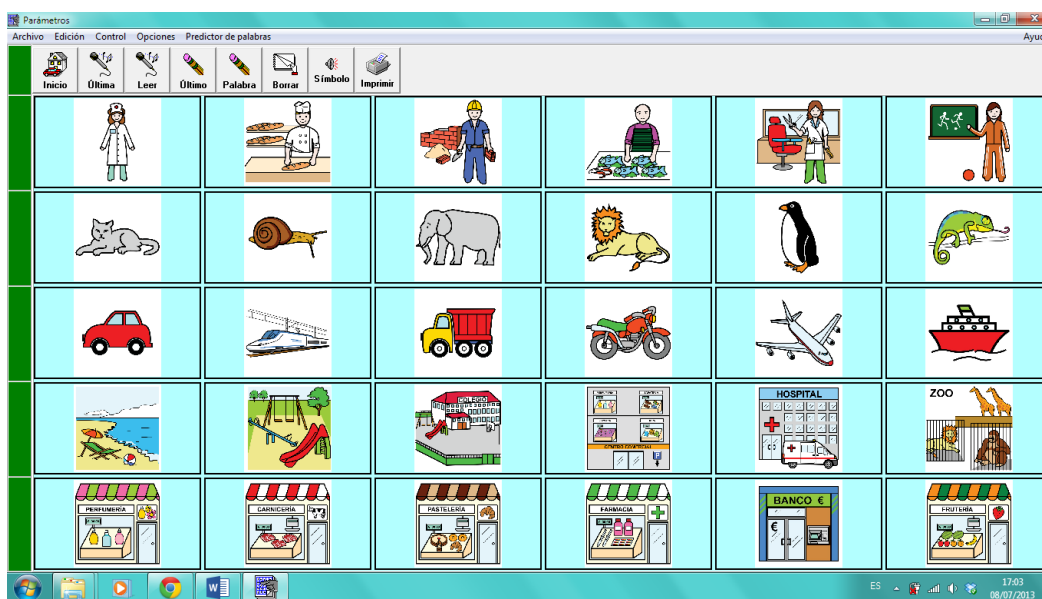 Parámetros
Archivo Edición Control Opciones Predictor de palabras Ayud
Inicio Última Leer Último Palabra Borrar Símbolo Imprimir
COLEGIO
CENTRO COMERCIAL
P
HOSPITAL
ZOO
PERFUMERÍA
CARNICERÍA
PASTELERÍA
FARMACIA
BANCO €
€
FRUTERÍA
W
ES 17:03
08/07/2013